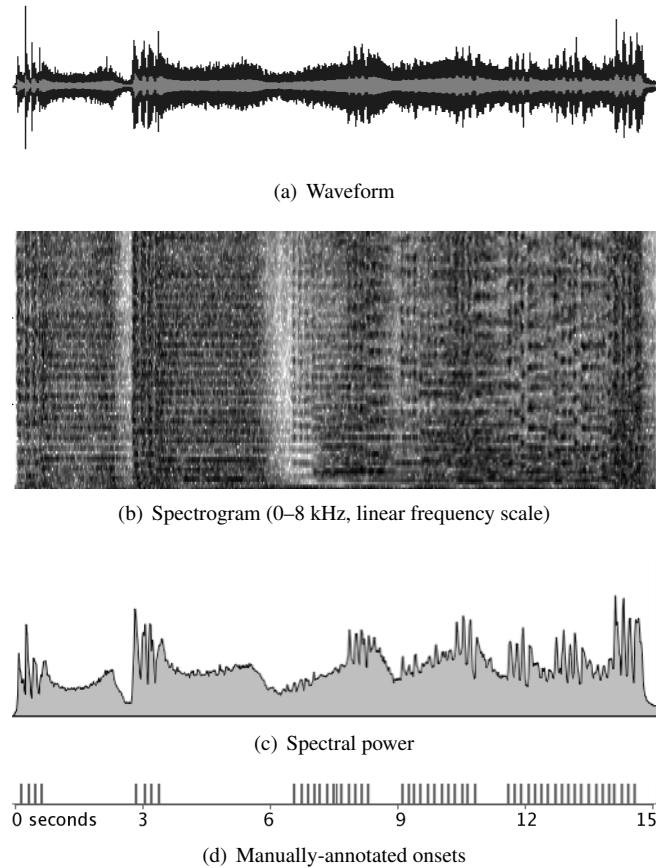 (a) Waveform
(b) Spectrogram (0–8 kHz, linear frequency scale)
(c) Spectral power
0 seconds 3 6 9 12 15
(d) Manually-annotated onsets